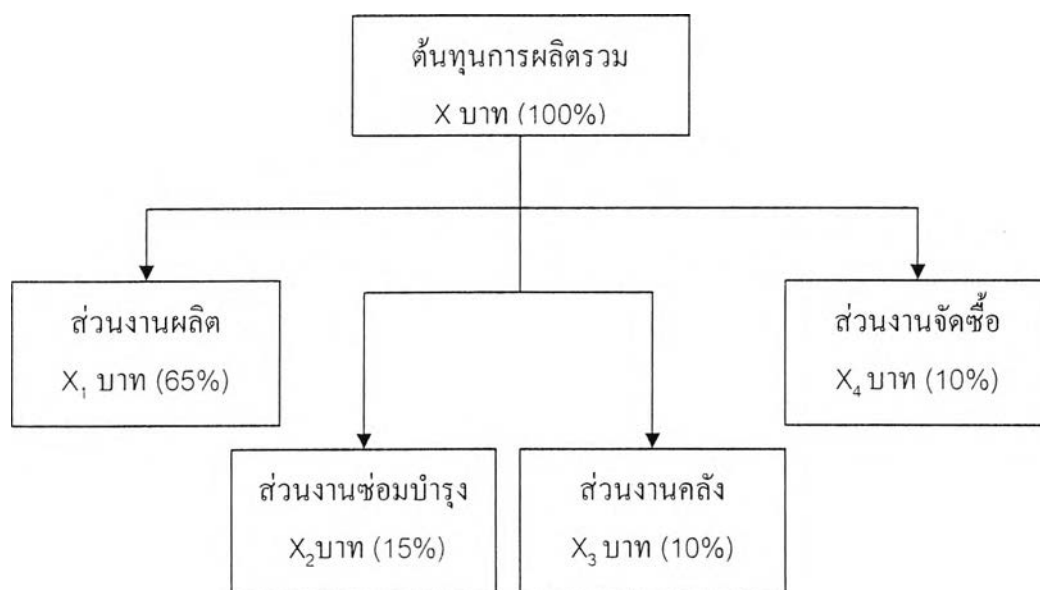 ต้นทุนการผลิตรวม
X บาท (100%)
ส่วนงานผลิต
X₁ บาท (65%)
ส่วนงานจัดซื้อ
X₄ บาท (10%)
ส่วนงานซ่อมบำรุง
X₂บาท (15%)
ส่วนงานคลัง
X₃ บาท (10%)